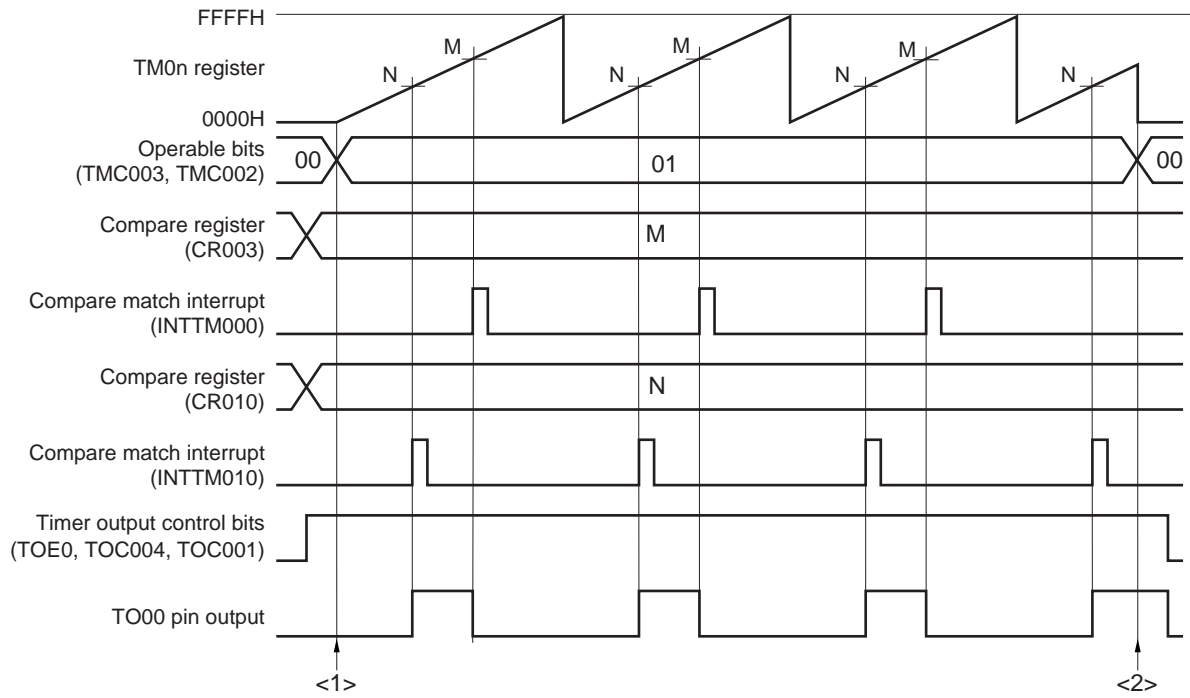 FFFFH
M
M
M
TM0n register
N
N
N
N
0000H
Operable bits
(TMC003, TMC002)
00
01
00
Compare register
(CR003)
M
Compare match interrupt
(INTTM000)
Compare register
(CR010)
N
Compare match interrupt
(INTTM010)
Timer output control bits
(TOE0, TOC004, TOC001)
TO00 pin output
<1>
<2>